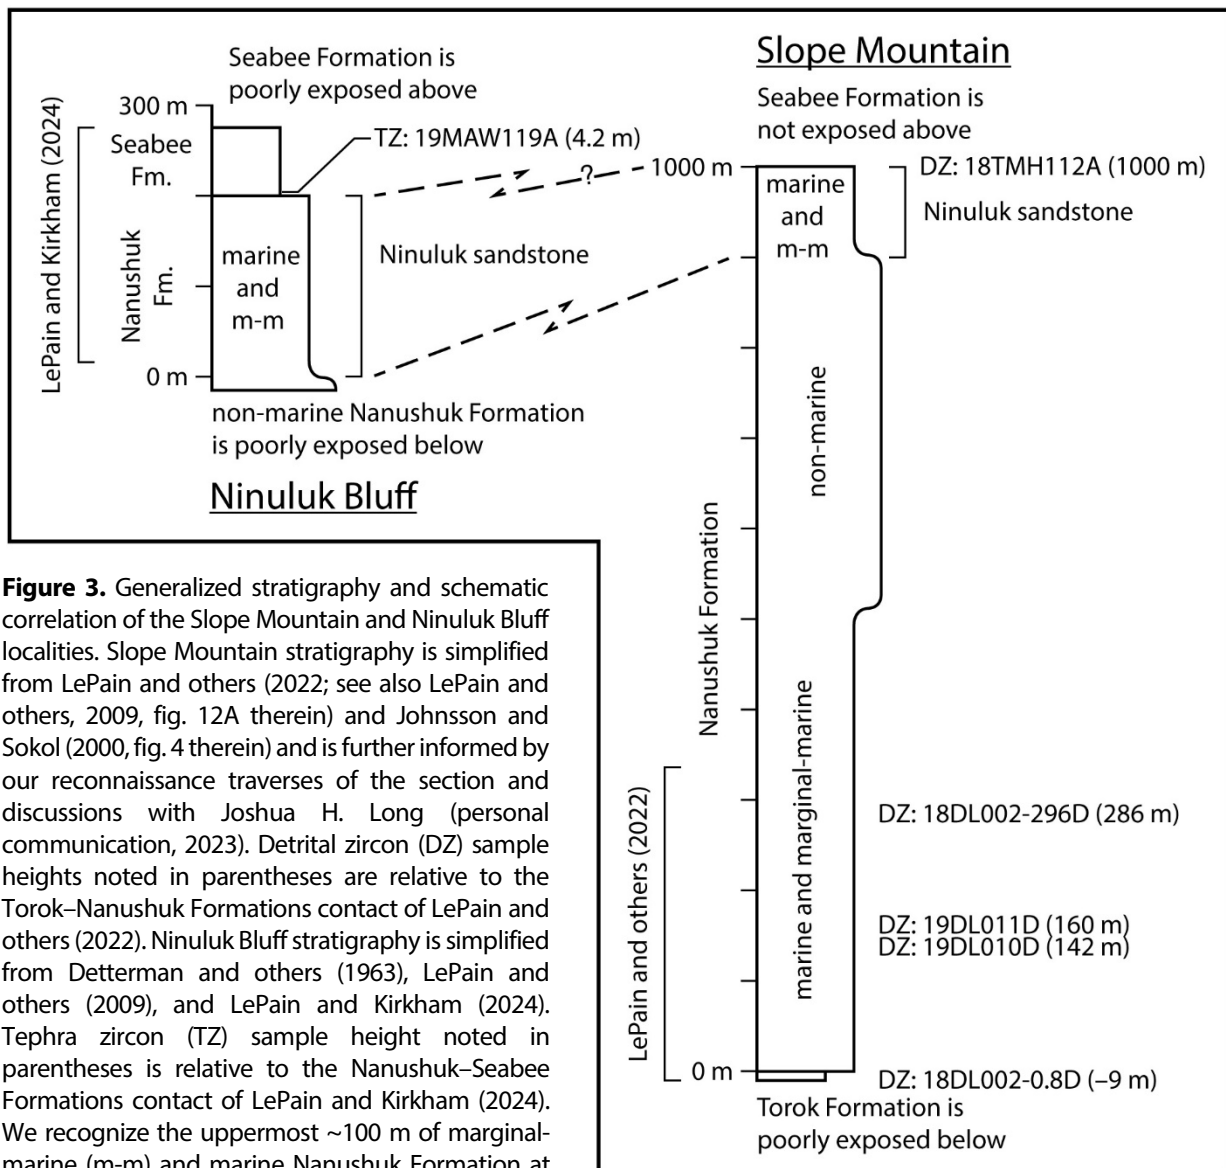 Seabee Formation is
poorly exposed above
300 m
Seabee
Fm.
TZ: 19MAW119A (4.2 m)
LePain and Kirkham (2024)
Nanushuk
Fm.
marine
and
m-m
Ninuluk sandstone
0 m
non-marine Nanushuk Formation
is poorly exposed below
Ninuluk Bluff
?
Slope Mountain
Seabee Formation is
not exposed above
1000 m
DZ: 18TMH112A (1000 m)
marine
and
m-m
Ninuluk sandstone
non-marine
Nanushuk Formation
marine and marginal-marine
LePain and others (2022)
DZ: 18DL002-296D (286 m)
DZ: 19DL011D (160 m)
DZ: 19DL010D (142 m)
0 m
DZ: 18DL002-0.8D (–9 m)
Torok Formation is
poorly exposed below
Figure 3. Generalized stratigraphy and schematic
correlation of the Slope Mountain and Ninuluk Bluff
localities. Slope Mountain stratigraphy is simplified
from LePain and others (2022; see also LePain and
others, 2009, fig. 12A therein) and Johnsson and
Sokol (2000, fig. 4 therein) and is further informed by
our reconnaissance traverses of the section and
discussions with Joshua H. Long (personal
communication, 2023). Detrital zircon (DZ) sample
heights noted in parentheses are relative to the
Torok–Nanushuk Formations contact of LePain and
others (2022). Ninuluk Bluff stratigraphy is simplified
from Detterman and others (1963), LePain and
others (2009), and LePain and Kirkham (2024).
Tephra zircon (TZ) sample height noted in
parentheses is relative to the Nanushuk–Seabee
Formations contact of LePain and Kirkham (2024).
We recognize the uppermost ~100 m of marginal-
marine (m-m) and marine Nanushuk Formation at